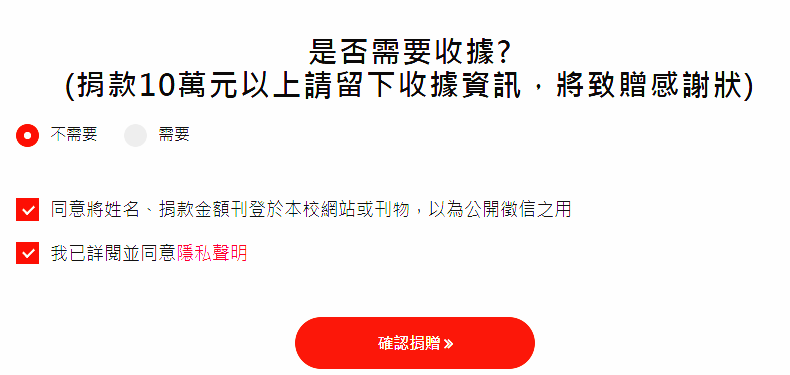 是否需要收據?
(捐款10萬元以上請留下收據資訊，將致贈感謝狀)
不需要 需要
同意將姓名、捐款金額刊登於本校網站或刊物，以為公開徵信之用
我已詳閱並同意隱私聲明
確認捐贈 »